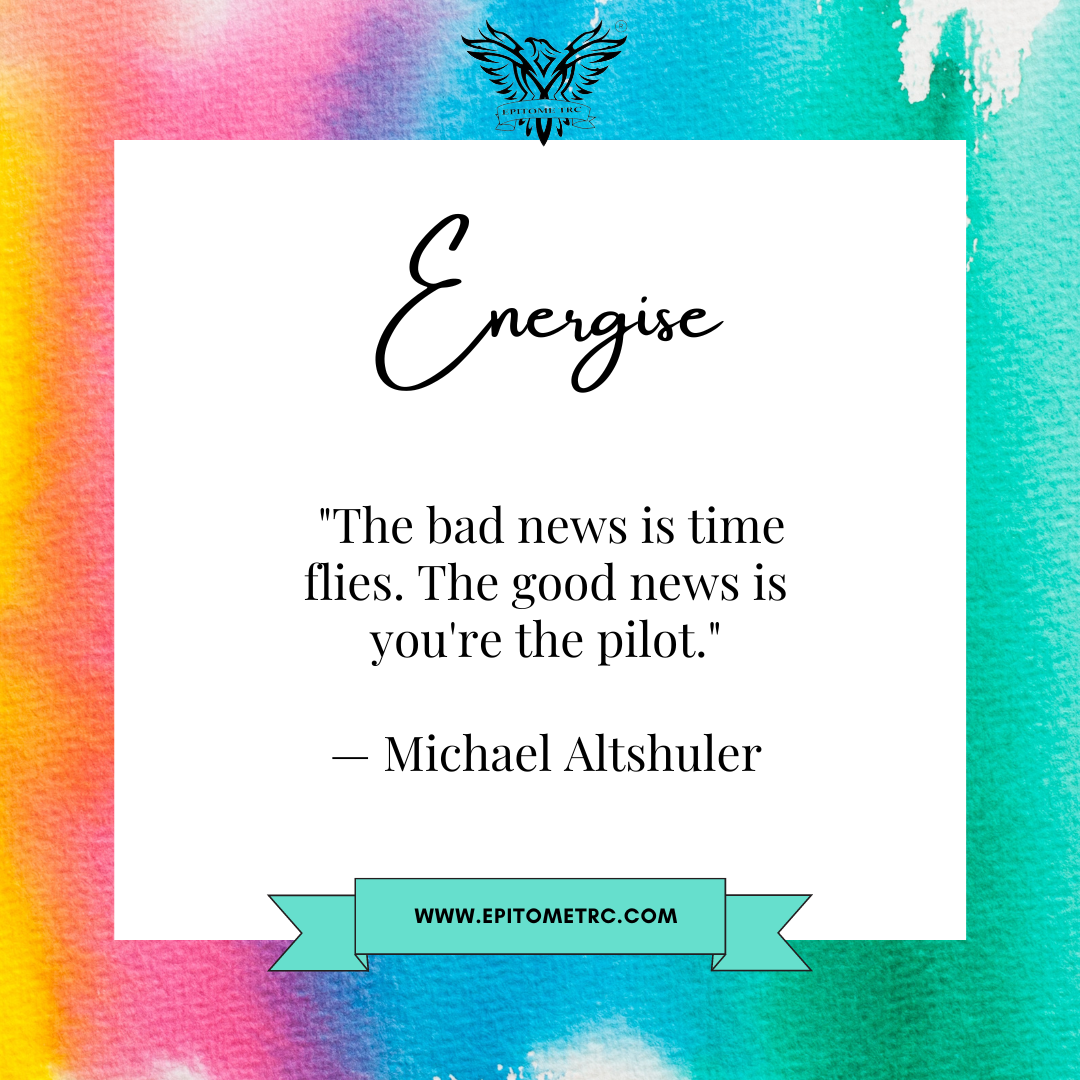 ®
EPITOME TRC
Energise
"The bad news is time
flies. The good news is
you're the pilot."
— Michael Altshuler
WWW.EPITOMETRC.COM